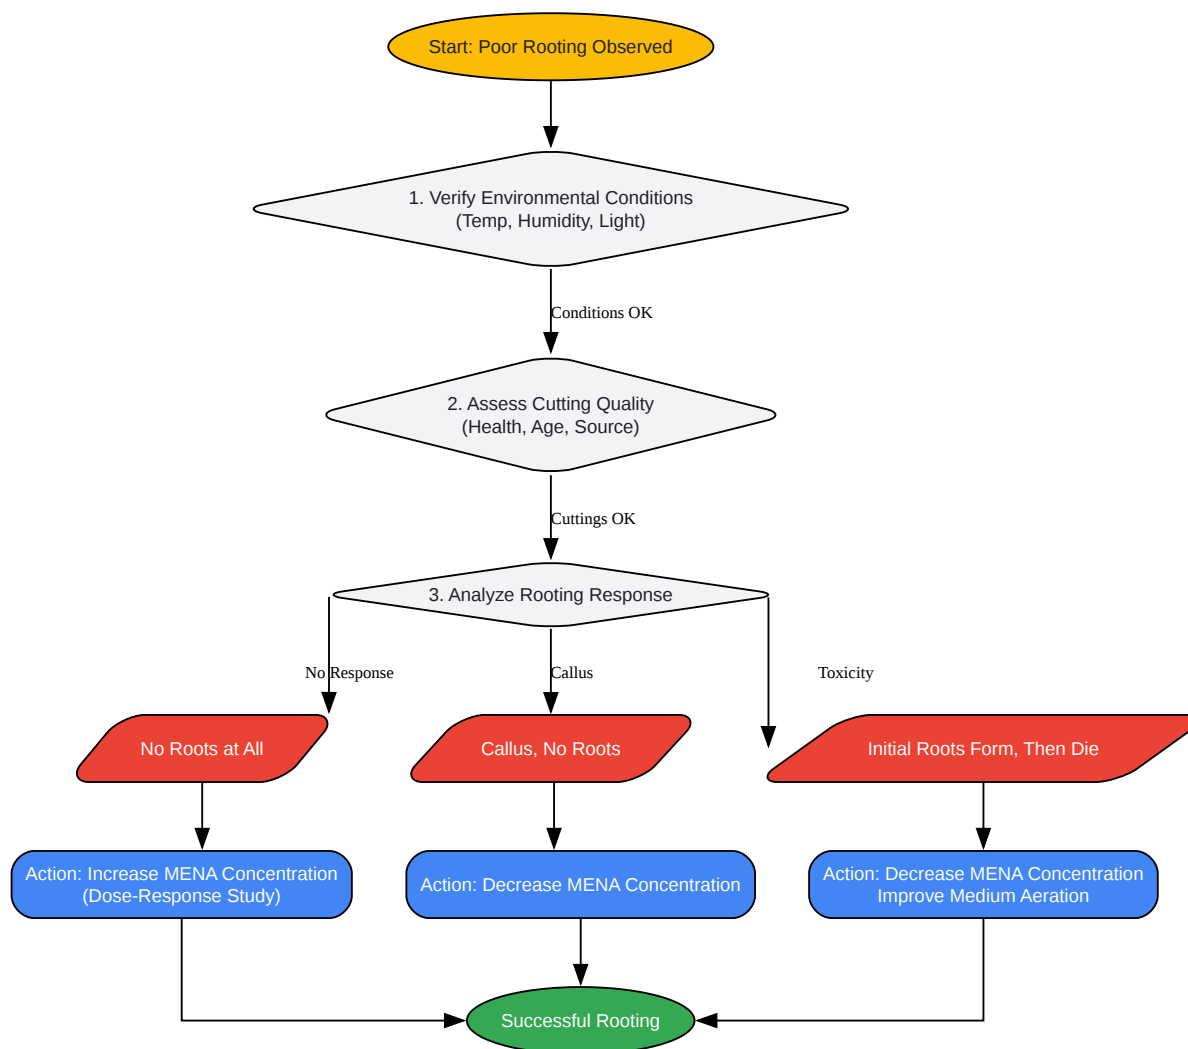 Start: Poor Rooting Observed
1. Verify Environmental Conditions
(Temp, Humidity, Light)
Conditions OK
2. Assess Cutting Quality
(Health, Age, Source)
Cuttings OK
3. Analyze Rooting Response
No Response
Callus
Toxicity
No Roots at All
Callus, No Roots
Initial Roots Form, Then Die
Action: Increase MENA Concentration
(Dose-Response Study)
Action: Decrease MENA Concentration
Action: Decrease MENA Concentration
Improve Medium Aeration
Successful Rooting